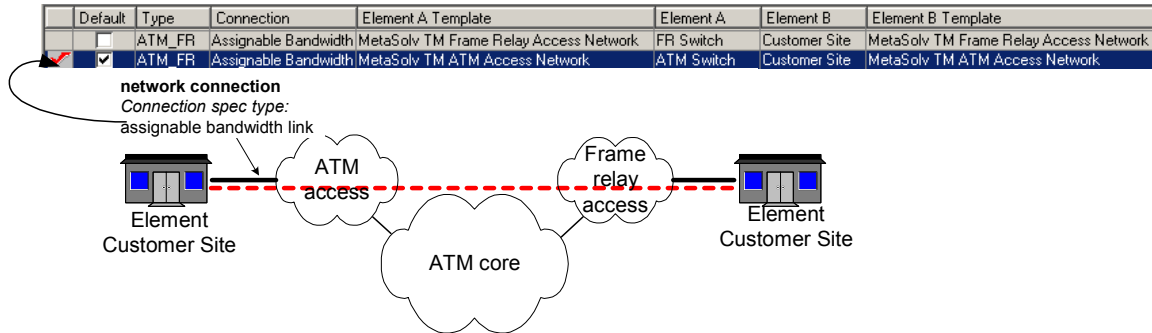 Default Type Connection Element A Template Element A Element B Element B Template
ATM_FR Assignable Bandwidth MetaSolv TM Frame Relay Access Network FR Switch Customer Site MetaSolv TM Frame Relay Access Network
ATM_FR Assignable Bandwidth MetaSolv TM ATM Access Network ATM Switch Customer Site MetaSolv TM ATM Access Network
network connection
Connection spec type:
assignable bandwidth link
ATM
access
Frame
relay
access
Element
Customer Site
Element
Customer Site
ATM core